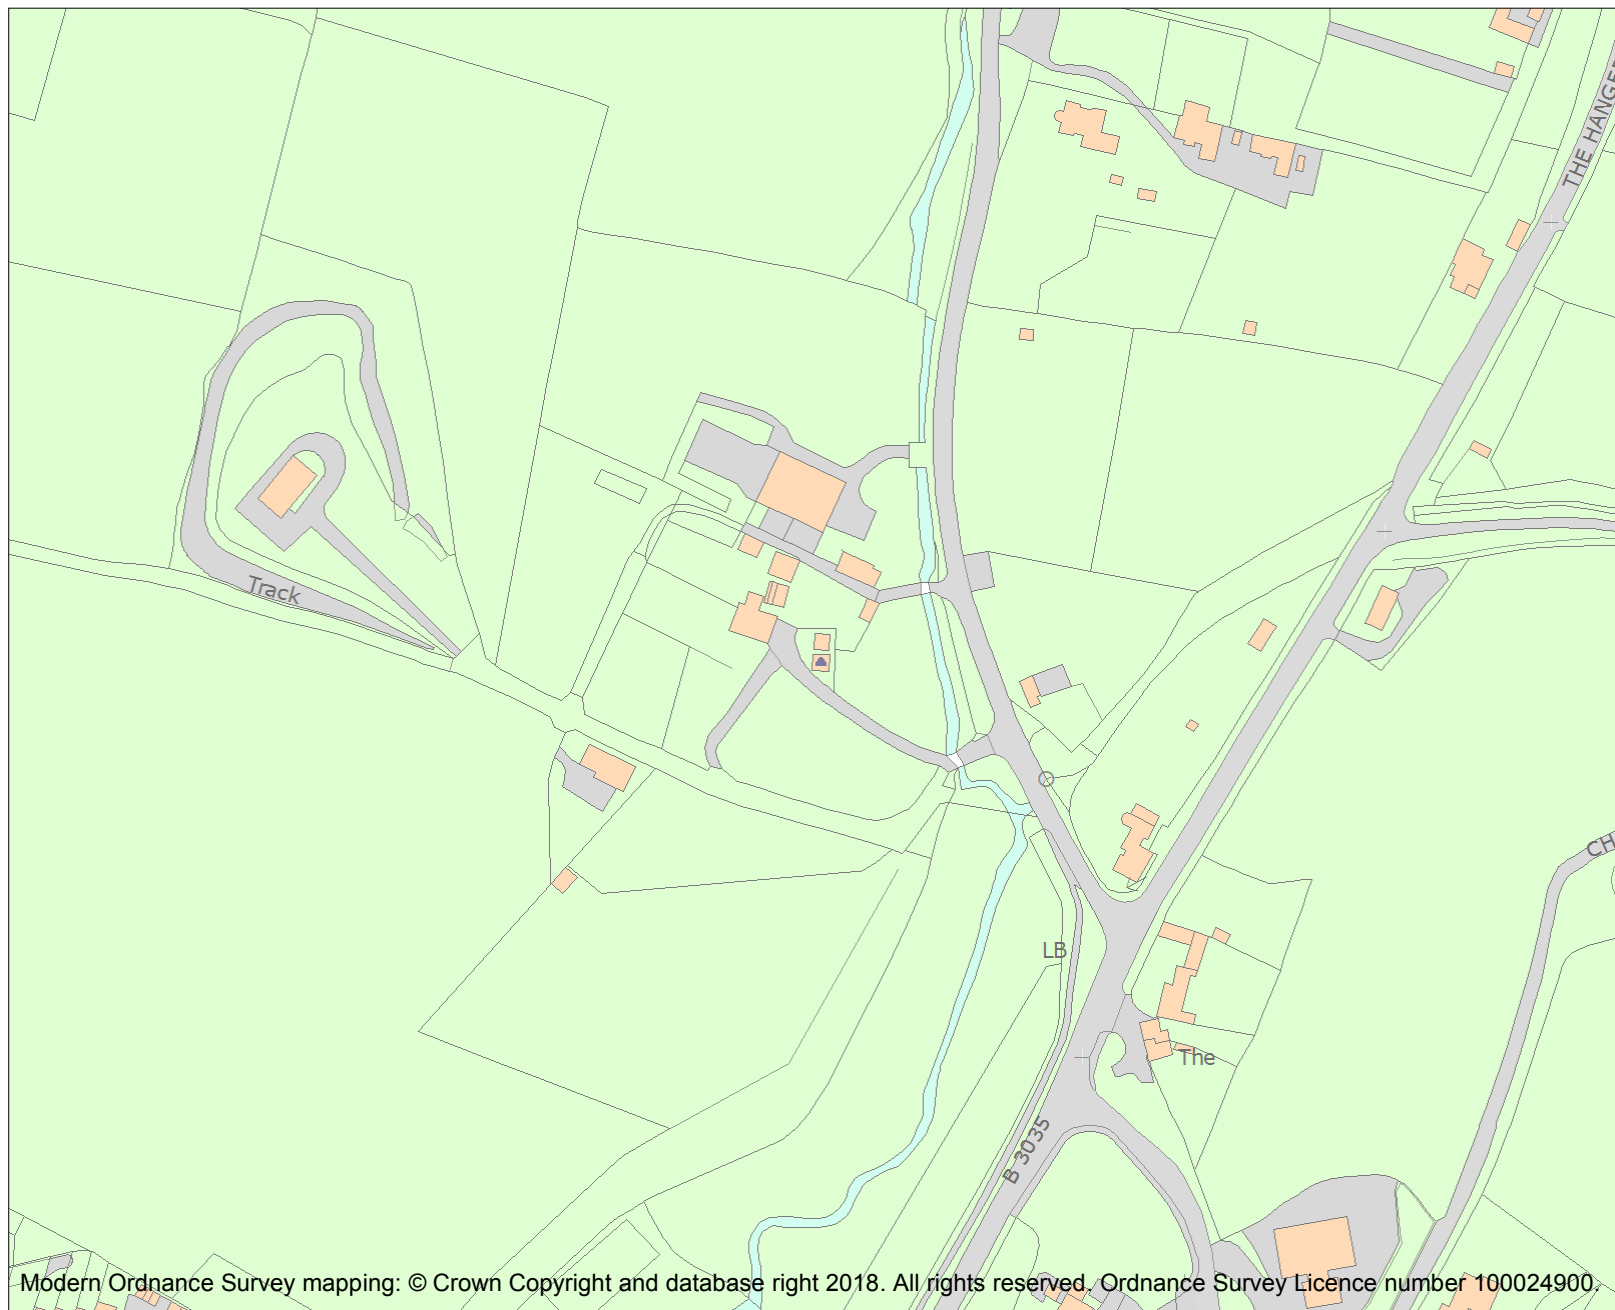 THE HANGE
Track
CH
LB
The
B 3035
Modern Ordnance Survey mapping: © Crown Copyright and database right 2018. All rights reserved. Ordnance Survey Licence number 100024900.